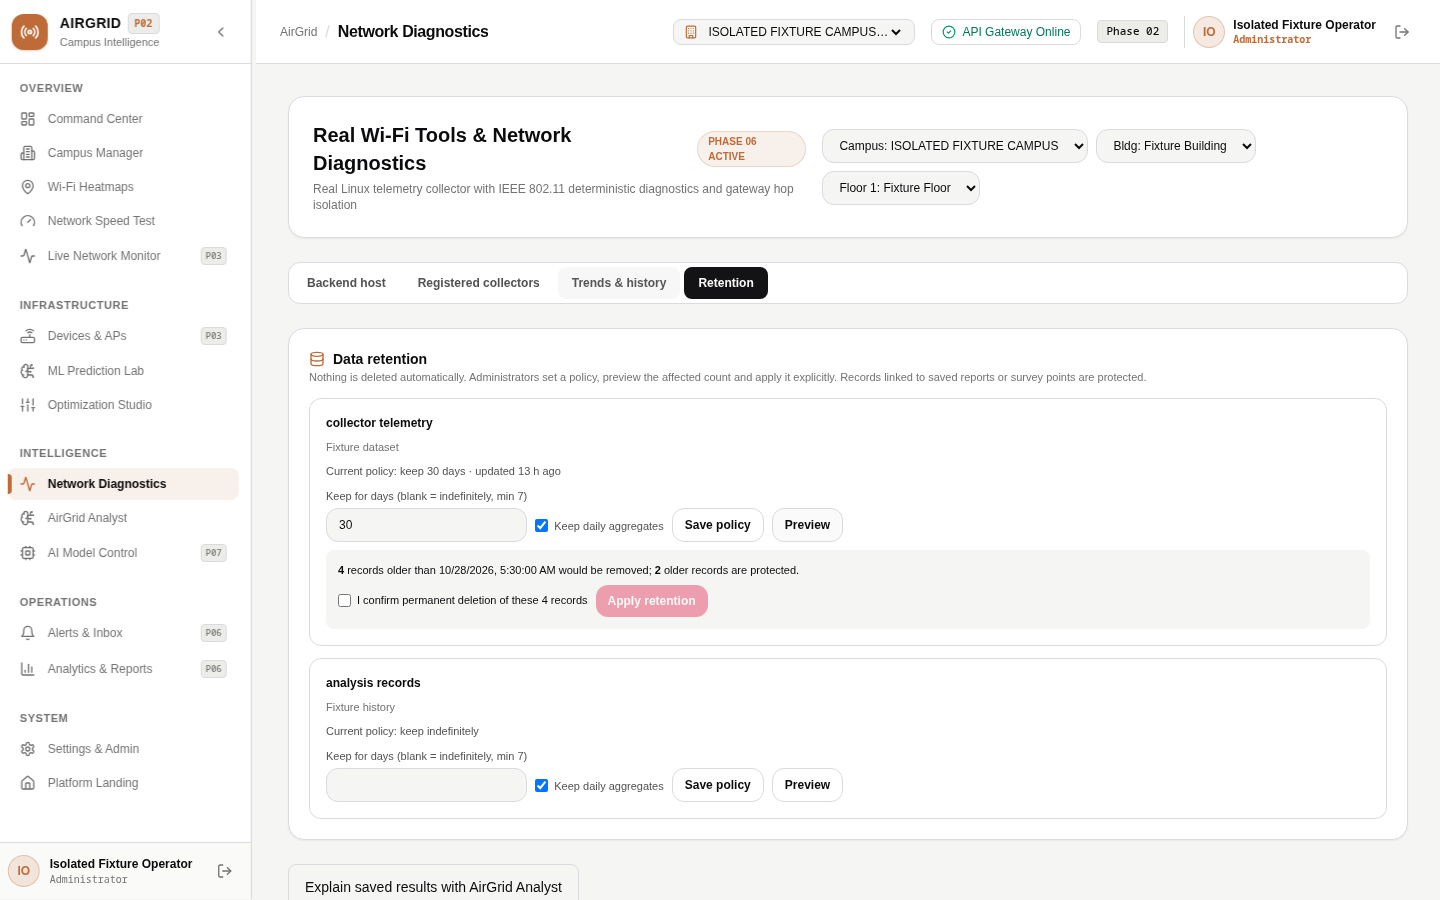 AIRGRID P02
Campus Intelligence
OVERVIEW
Command Center
Campus Manager
Wi-Fi Heatmaps
Network Speed Test
Live Network Monitor P03
INFRASTRUCTURE
Devices & APs P03
ML Prediction Lab
Optimization Studio
INTELLIGENCE
Network Diagnostics
AirGrid Analyst
AI Model Control P07
OPERATIONS
Alerts & Inbox P06
Analytics & Reports P06
SYSTEM
Settings & Admin
Platform Landing
IO Isolated Fixture Operator
Administrator
AirGrid / Network Diagnostics
ISOLATED FIXTURE CAMPUS...
API Gateway Online
Phase 02
IO Isolated Fixture Operator
Administrator
Real Wi-Fi Tools & Network
Diagnostics
PHASE 06
ACTIVE
Real Linux telemetry collector with IEEE 802.11 deterministic diagnostics and gateway hop
isolation
Campus: ISOLATED FIXTURE CAMPUS
Bldg: Fixture Building
Floor 1: Fixture Floor
Backend host Registered collectors Trends & history Retention
Data retention
Nothing is deleted automatically. Administrators set a policy, preview the affected count and apply it explicitly. Records linked to saved reports or survey points are protected.
collector telemetry
Fixture dataset
Current policy: keep 30 days · updated 13 h ago
Keep for days (blank = indefinitely, min 7)
30 Keep daily aggregates Save policy Preview
4 records older than 10/28/2026, 5:30:00 AM would be removed; 2 older records are protected.
I confirm permanent deletion of these 4 records Apply retention
analysis records
Fixture history
Current policy: keep indefinitely
Keep for days (blank = indefinitely, min 7)
Keep daily aggregates Save policy Preview
Explain saved results with AirGrid Analyst